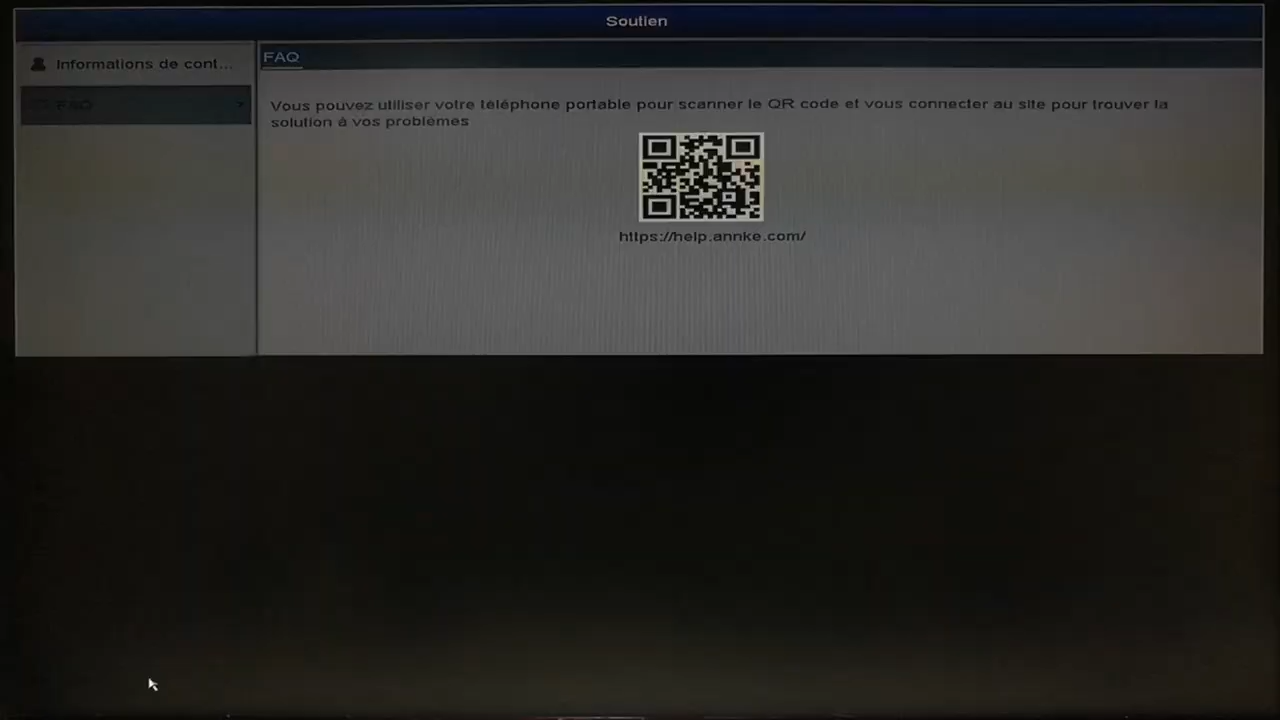 Soutien
Informations de cont...
FAQ
FAQ
Vous pouvez utiliser votre téléphone portable pour scanner le QR code et vous connecter au site pour trouver la
solution à vos problèmes
https://help.annke.com/